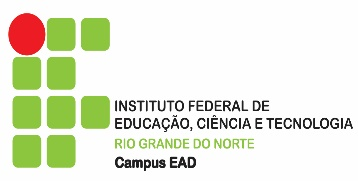 INSTITUTO FEDERAL DE
EDUCAÇÃO, CIÊNCIA E TECNOLOGIA
RIO GRANDE DO NORTE
Campus EAD